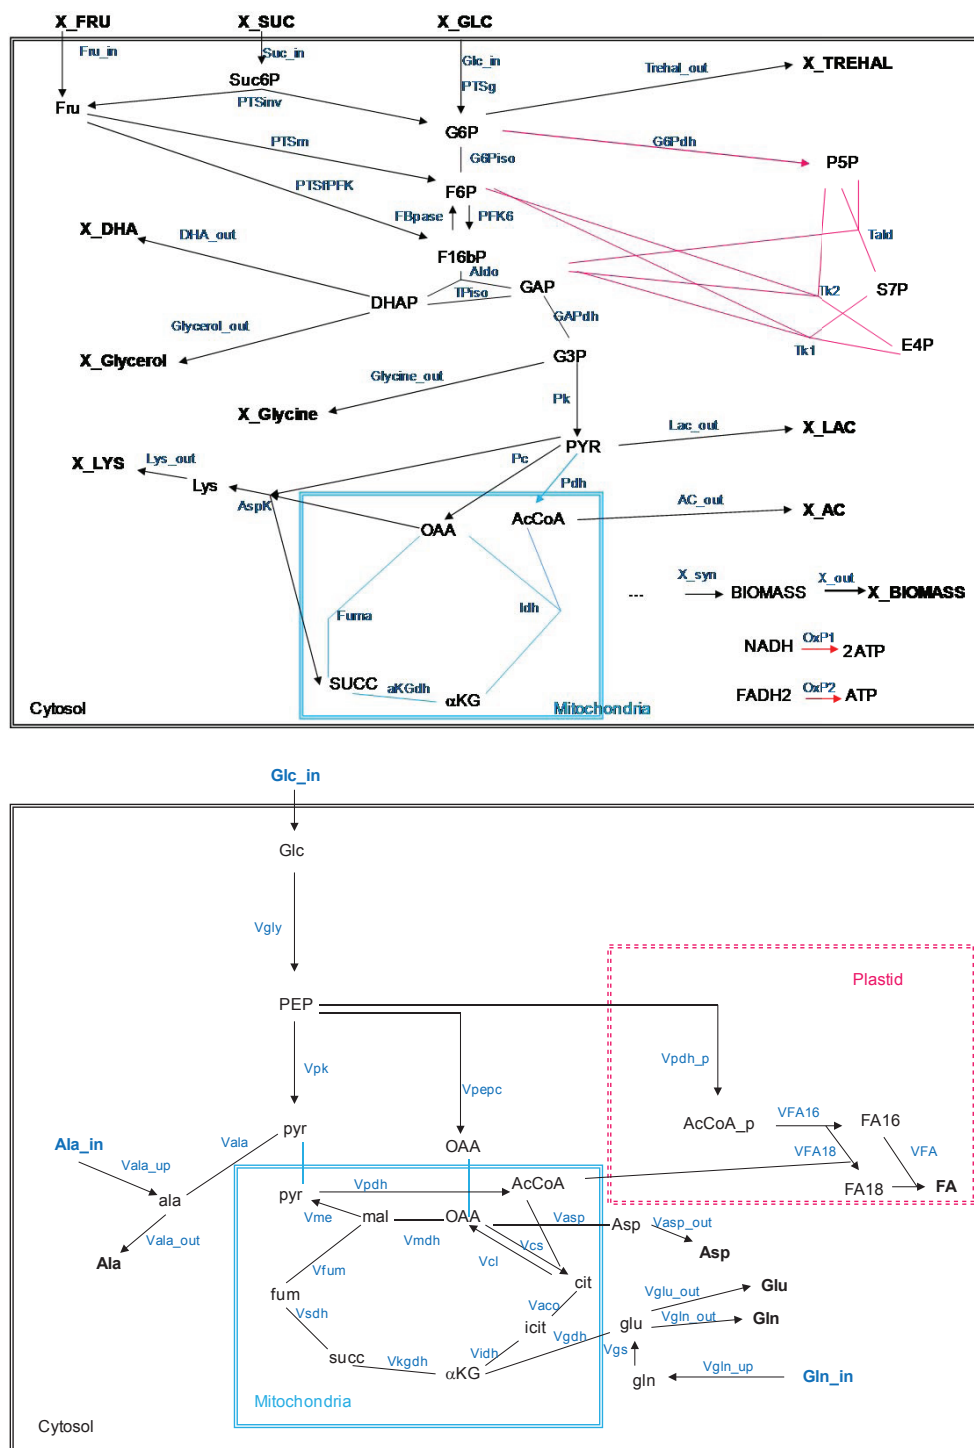 X_FRU X_SUC X_GLC
Fru_in Suc_in Glc_in
X_TREHAL
Trehal_out
Suc6P
PTSg
Fru
PTSinv
G6P
G6Pdh
PTSm
G6Piso
P5P
PTSfPFK
F6P
X_DHA
DHA_out
FBpase PFK6
Tald
F16bP
Aldo
DHAP
TPiso
GAP
Tk2
S7P
Glycerol_out
GAPdh
Tk1
E4P
X_Glycerol
G3P
Glycine_out
Pk
X_Glycine
Lac_out
X_LAC
X_LYS
Lys_out
Pc
PYR
Lys
Pdh
AspK
AC_out
X_AC
OAA
AcCoA
X_syn
X_out
---
BIOMASS
X_BIOMASS
Fuma
Idh
NADH
OxP1
2ATP
SUCC
aKGdh
αKG
FADH2
OxP2
ATP
Cytosol
Mitochondria
Glc_in
Glc
Vgly
Plastid
PEP
Vpk
Vpepc
Vpdh_p
pyr
AcCoA_p
VFA16
FA16
Ala_in
Vala
OAA
VFA18
VFA
Vala_up
pyr
Vpdh
AcCoA
FA18
FA
ala
Vme
mal
OAA
Vasp
Asp
Vasp_out
Vala_out
Vmdh
Vcs
Asp
Ala
Vcl
Vfum
cit
Vglu_out
Glu
fum
Vaco
Vsdh
icit
glu
Vgln_out
Gln
Vgdh
succ
Vkgdh
Vidh
αKG
Vgs
gln
Vgln_up
Gln_in
Mitochondria
Cytosol